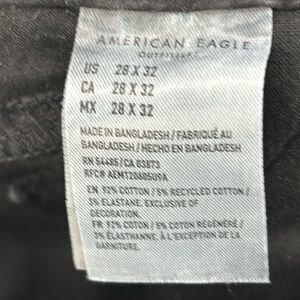 AMERICAN EAGLE
OUTFITTERS
US 28 X 32
CA 28 X 32
MX 28 X 32
MADE IN BANGLADESH / FABRIQUÉ AU
BANGLADESH / HECHO EN BANGLADESH
RN 54485 / CA 03873
RFC# AEMT20605U9A
EN 92% COTTON / 5% RECYCLED COTTON /
3% ELASTANE. EXCLUSIVE OF
DECORATION.
FR 92% COTON / 5% COTON RÉGÉNÉRÉ /
3% ÉLASTHANNE. À L'EXCEPTION DE LA
GARNITURE.